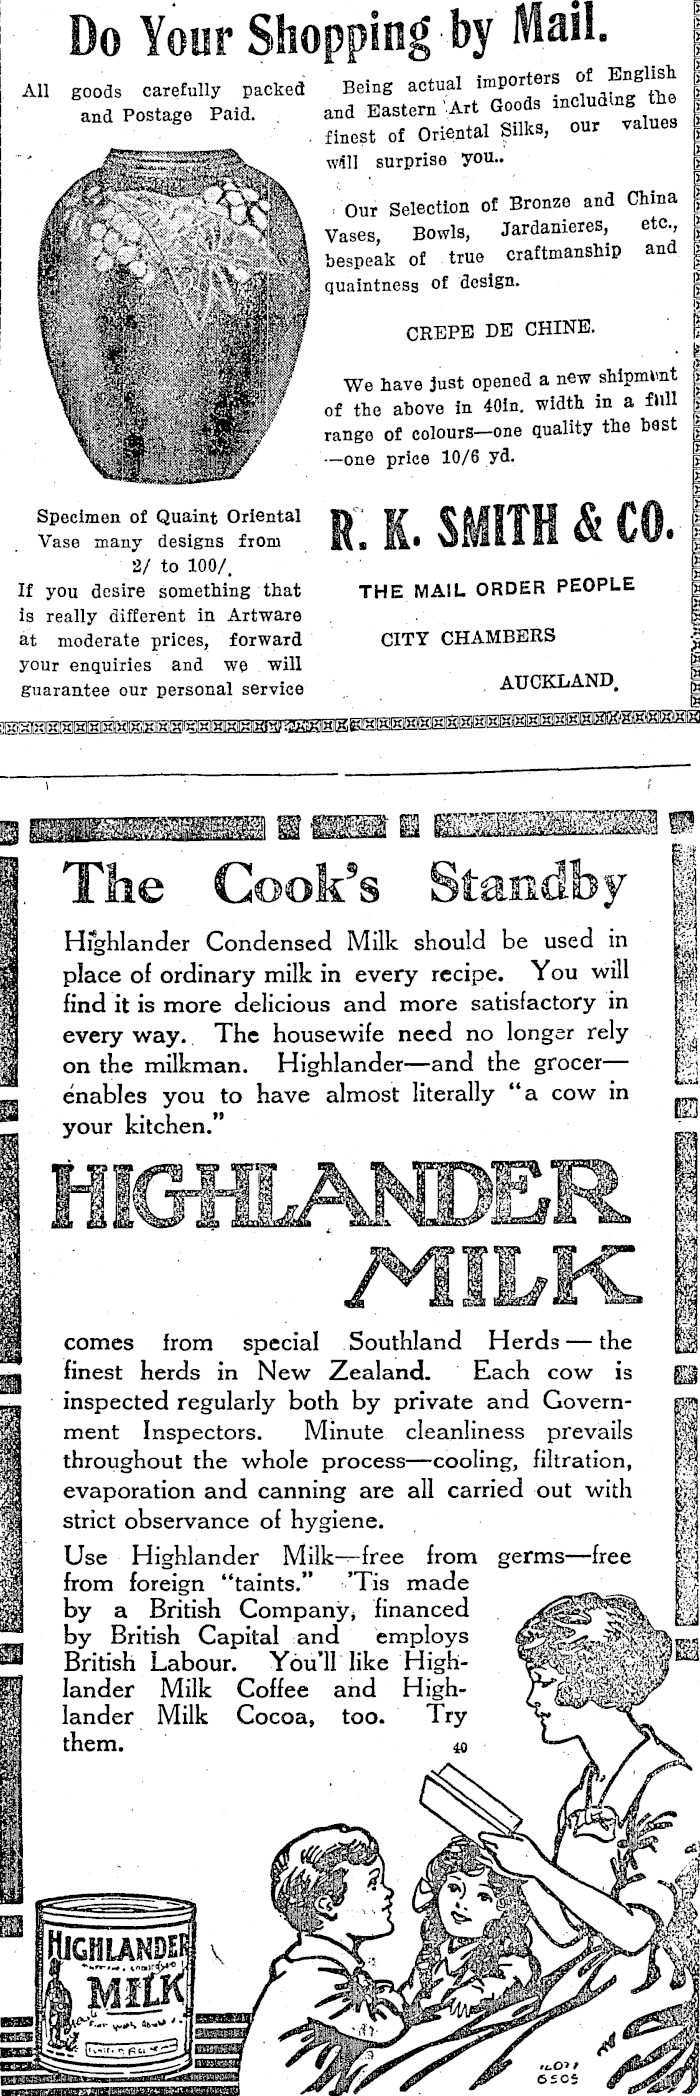 Do Your Shopping by Mail.
All goods carefully packed
and Postage Paid.
Specimen of Quaint Oriental
Vase many designs from
2/ to 100/.
If you desire something that
is really different in Artware
at moderate prices, forward
your enquiries and we will
guarantee our personal service
Being actual importers of English
and Eastern Art Goods including the
finest of Oriental Silks, our values
will surprise you..
Our Selection of Bronze and China
Vases, Bowls, Jardanieres, etc.,
bespeak of true craftmanship and
quaintness of design.
CREPE DE CHINE.
We have just opened a new shipment
of the above in 40in. width in a full
range of colours—one quality the best
—one price 10/6 yd.
R. K. SMITH & CO.
THE MAIL ORDER PEOPLE
CITY CHAMBERS
AUCKLAND.
The Cook's Standby
Highlander Condensed Milk should be used in
place of ordinary milk in every recipe. You will
find it is more delicious and more satisfactory in
every way. The housewife need no longer rely
on the milkman. Highlander—and the grocer—
enables you to have almost literally "a cow in
your kitchen."
HIGHLANDER
MILK
comes from special Southland Herds—the
finest herds in New Zealand. Each cow is
inspected regularly both by private and Govern-
ment Inspectors. Minute cleanliness prevails
throughout the whole process—cooling, filtration,
evaporation and canning are all carried out with
strict observance of hygiene.
Use Highlander Milk—free from germs—free
from foreign "taints." 'Tis made
by a British Company, financed
by British Capital and employs
British Labour. You'll like High-
lander Milk Coffee and High-
lander Milk Cocoa, too. Try
them. 40
HIGHLANDER
MILK
6505